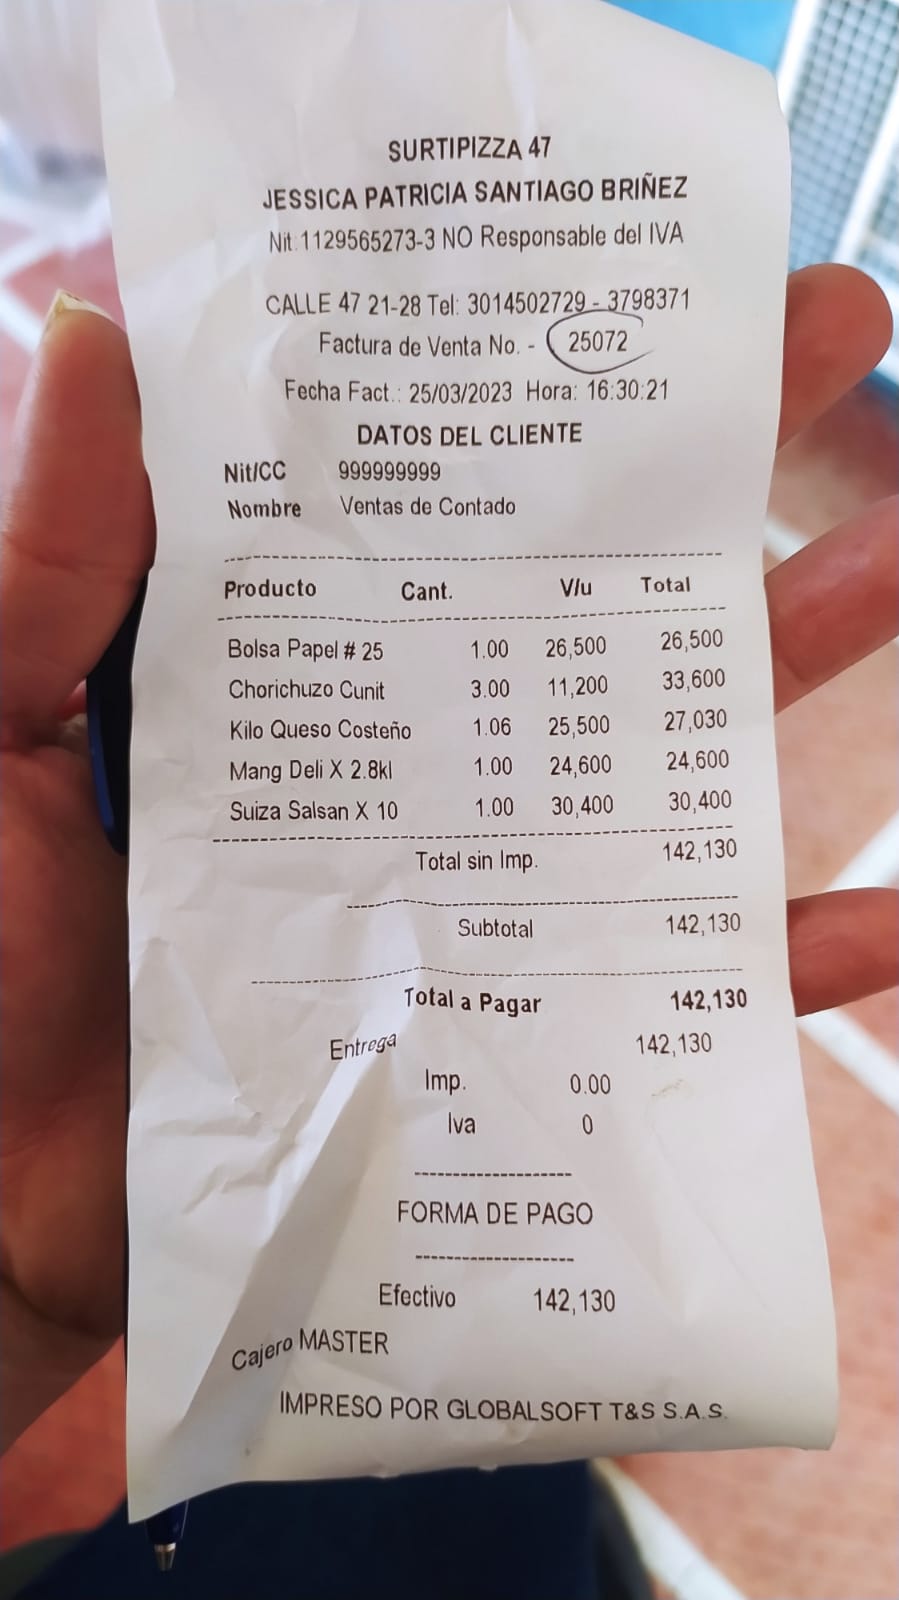 SURTIPIZZA 47
JESSICA PATRICIA SANTIAGO BRIÑEZ
Nit:1129565273-3 NO Responsable del IVA
CALLE 47 21-28 Tel: 3014502729 - 3798371
Factura de Venta No. - 25072
Fecha Fact.: 25/03/2023 Hora: 16:30:21
DATOS DEL CLIENTE
Nit/CC 999999999
Nombre Ventas de Contado
Producto Cant. V/u Total
Bolsa Papel # 25 1.00 26,500 26,500
Chorichuzo Cunit 3.00 11,200 33,600
Kilo Queso Costeño 1.06 25,500 27,030
Mang Deli X 2.8kl 1.00 24,600 24,600
Suiza Salsan X 10 1.00 30,400 30,400
Total sin Imp. 142,130
Subtotal 142,130
Total a Pagar 142,130
Entrega 142,130
Imp. 0.00
Iva 0
FORMA DE PAGO
Efectivo 142,130
Cajero MASTER
IMPRESO POR GLOBALSOFT T&S S.A.S.